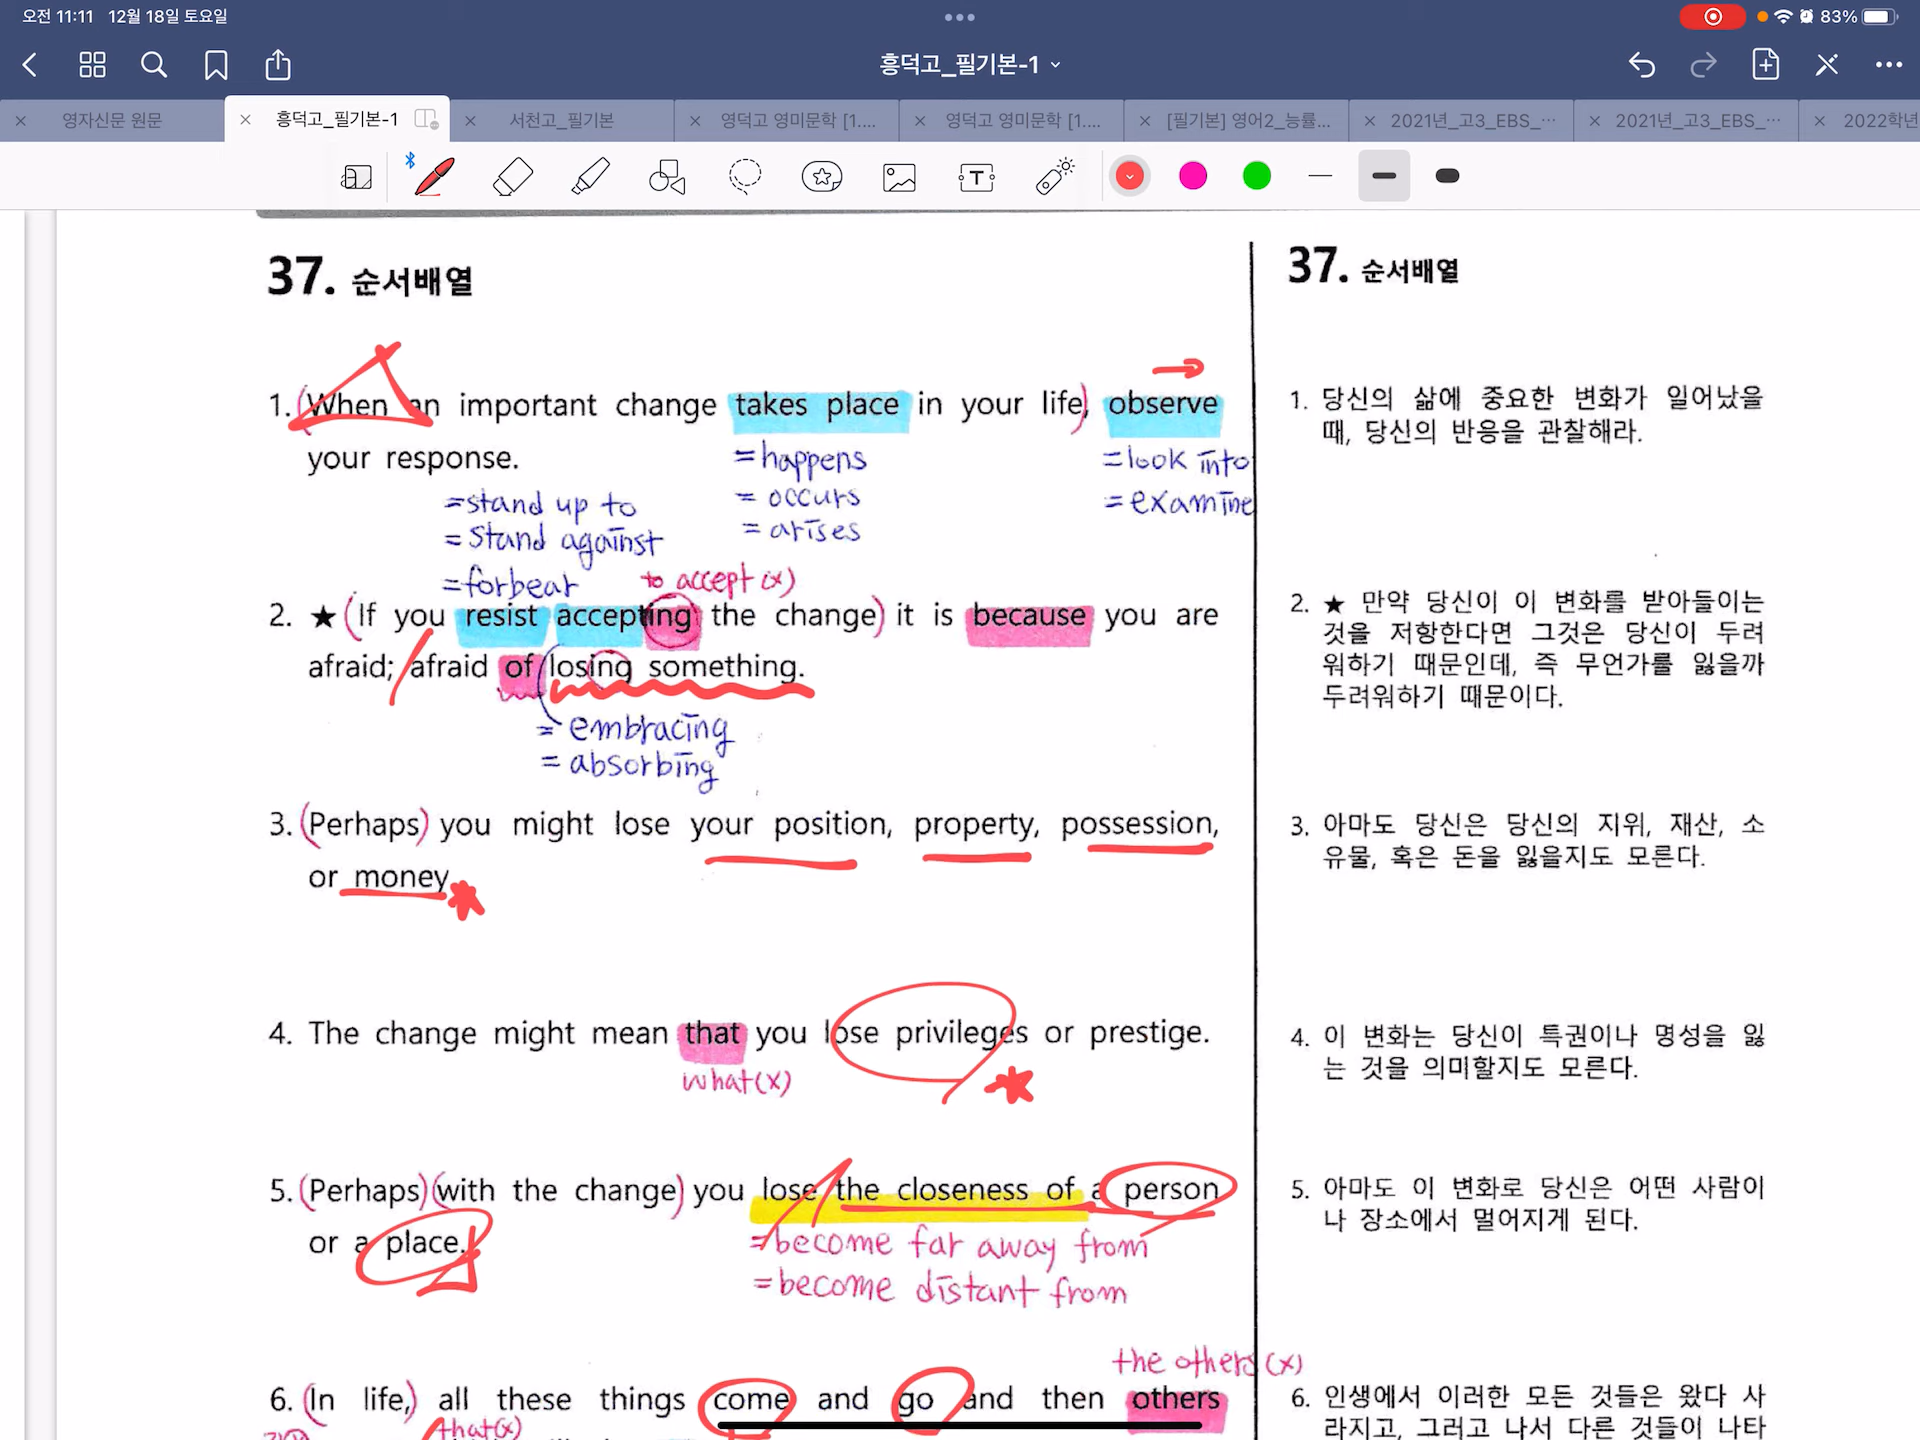 오전 11:11 12월 18일 토요일
83%
흥덕고_필기본-1
영자신문 원문
흥덕고_필기본-1
서천고_필기본
영덕고 영미문학 [1....
영덕고 영미문학 [1....
[필기본] 영어2_능률...
2021년_고3_EBS_...
2021년_고3_EBS_...
2022학년
37. 순서배열
1. (When an important change takes place in your life) observe
your response.
=happens
= occurs
= arises
=look into
=examine
=stand up to
=stand against
=forbear
to accept(x)
2. ★ (If you resist accepting the change) it is because you are
afraid; afraid of losing something.
= embracing
= absorbing
3. (Perhaps) you might lose your position, property, possession,
or money
4. The change might mean that you lose privileges or prestige.
what(x)
5. (Perhaps) (with the change) you lose the closeness of a person
or a place.
=become far away from
=become distant from
the others(x)
6. (In life,) all these things come and go and then others
that(x)
37. 순서배열
1. 당신의 삶에 중요한 변화가 일어났을
때, 당신의 반응을 관찰해라.
2. ★ 만약 당신이 이 변화를 받아들이는
것을 저항한다면 그것은 당신이 두려
워하기 때문인데, 즉 무언가를 잃을까
두려워하기 때문이다.
3. 아마도 당신은 당신의 지위, 재산, 소
유물, 혹은 돈을 잃을지도 모른다.
4. 이 변화는 당신이 특권이나 명성을 잃
는 것을 의미할지도 모른다.
5. 아마도 이 변화로 당신은 어떤 사람이
나 장소에서 멀어지게 된다.
6. 인생에서 이러한 모든 것들은 왔다 사
라지고, 그러고 나서 다른 것들이 나타